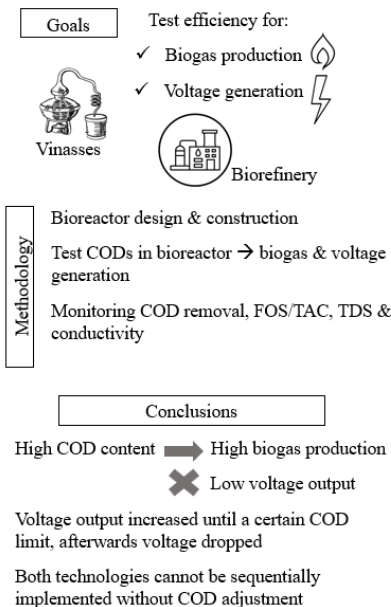 Goals
Test efficiency for:
✓ Biogas production
✓ Voltage generation
Vinasses
Biorefinery
Methodology
Bioreactor design & construction
Test CODs in bioreactor → biogas & voltage
generation
Monitoring COD removal, FOS/TAC, TDS &
conductivity
Conclusions
High COD content
High biogas production
Low voltage output
Voltage output increased until a certain COD
limit, afterwards voltage dropped
Both technologies cannot be sequentially
implemented without COD adjustment